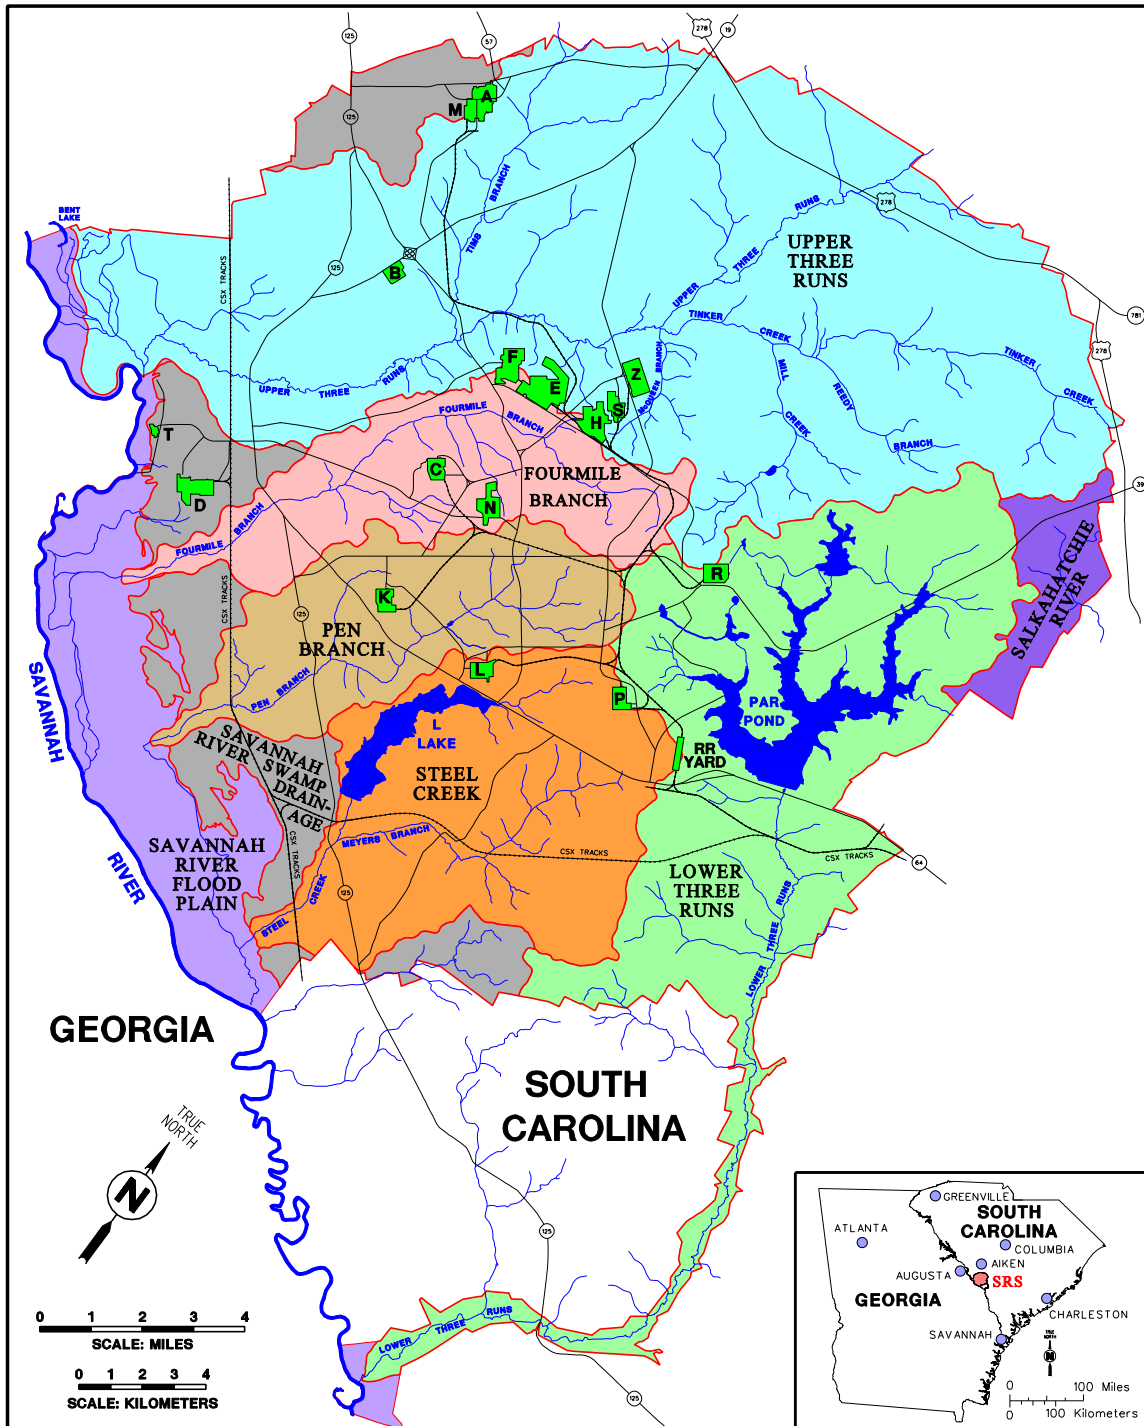 125
57
278
19
A
M
125
BRANCH
TIMS
BENT
LAKE
RUNS
278
THREE
UPPER
UPPER
THREE
RUNS
B
125
CSX TRACKS
TINKER
CREEK
781
278
TINKER
CREEK
MILL
CREEK
REEDY
BRANCH
McQUEEN BRANCH
F
E
Z
S
H
UPPER THREE RUNS
FOURMILE
BRANCH
T
C
FOURMILE
BRANCH
N
D
39
FOURMILE BRANCH
SALKAHATCHIE
RIVER
R
CSX TRACKS
K
125
PEN
BRANCH
L
P
PEN BRANCH
PAR
POND
L
LAKE
SAVANNAH
RIVER
SAVANNAH
RIVER SWAMP
DRAIN-
AGE
RR
YARD
STEEL
CREEK
MEYERS BRANCH
CSX TRACKS
CSX TRACKS
CSX TRACKS
64
SAVANNAH
RIVER
FLOOD
PLAIN
LOWER
THREE
RUNS
125
STEEL CREEK
LOWER THREE RUNS
GEORGIA
SOUTH
CAROLINA
TRUE
NORTH
N
125
LOWER THREE RUNS
125
0 1 2 3 4
SCALE: MILES
0 1 2 3 4
SCALE: KILOMETERS
GREENVILLE
SOUTH
CAROLINA
ATLANTA
COLUMBIA
AIKEN
AUGUSTA
SRS
GEORGIA
CHARLESTON
SAVANNAH
TRUE
NORTH
N
0 100 Miles
0 100 Kilometers